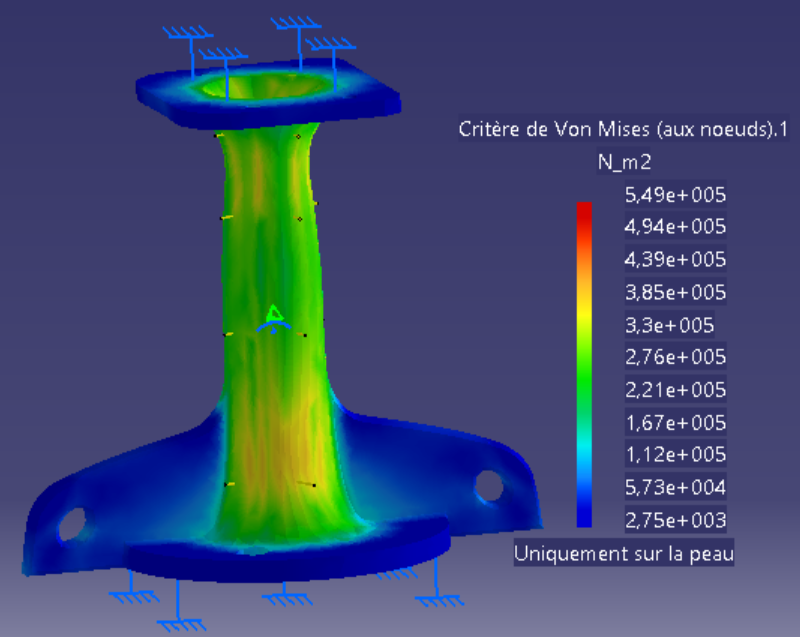 Critère de Von Mises (aux noeuds).1
N_m2
5,49e+005
4,94e+005
4,39e+005
3,85e+005
3,3e+005
2,76e+005
2,21e+005
1,67e+005
1,12e+005
5,73e+004
2,75e+003
Uniquement sur la peau